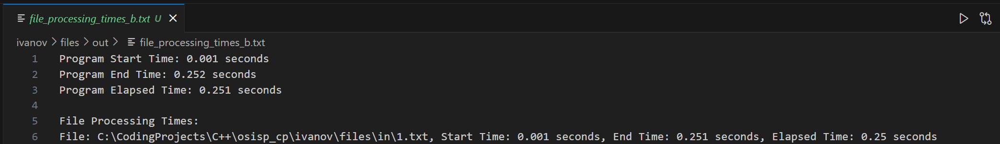 file_processing_times_b.txt U
ivanov > files > out > file_processing_times_b.txt
1 Program Start Time: 0.001 seconds
2 Program End Time: 0.252 seconds
3 Program Elapsed Time: 0.251 seconds
4
5 File Processing Times:
6 File: C:\CodingProjects\C++\osisp_cp\ivanov\files\in\1.txt, Start Time: 0.001 seconds, End Time: 0.251 seconds, Elapsed Time: 0.25 seconds